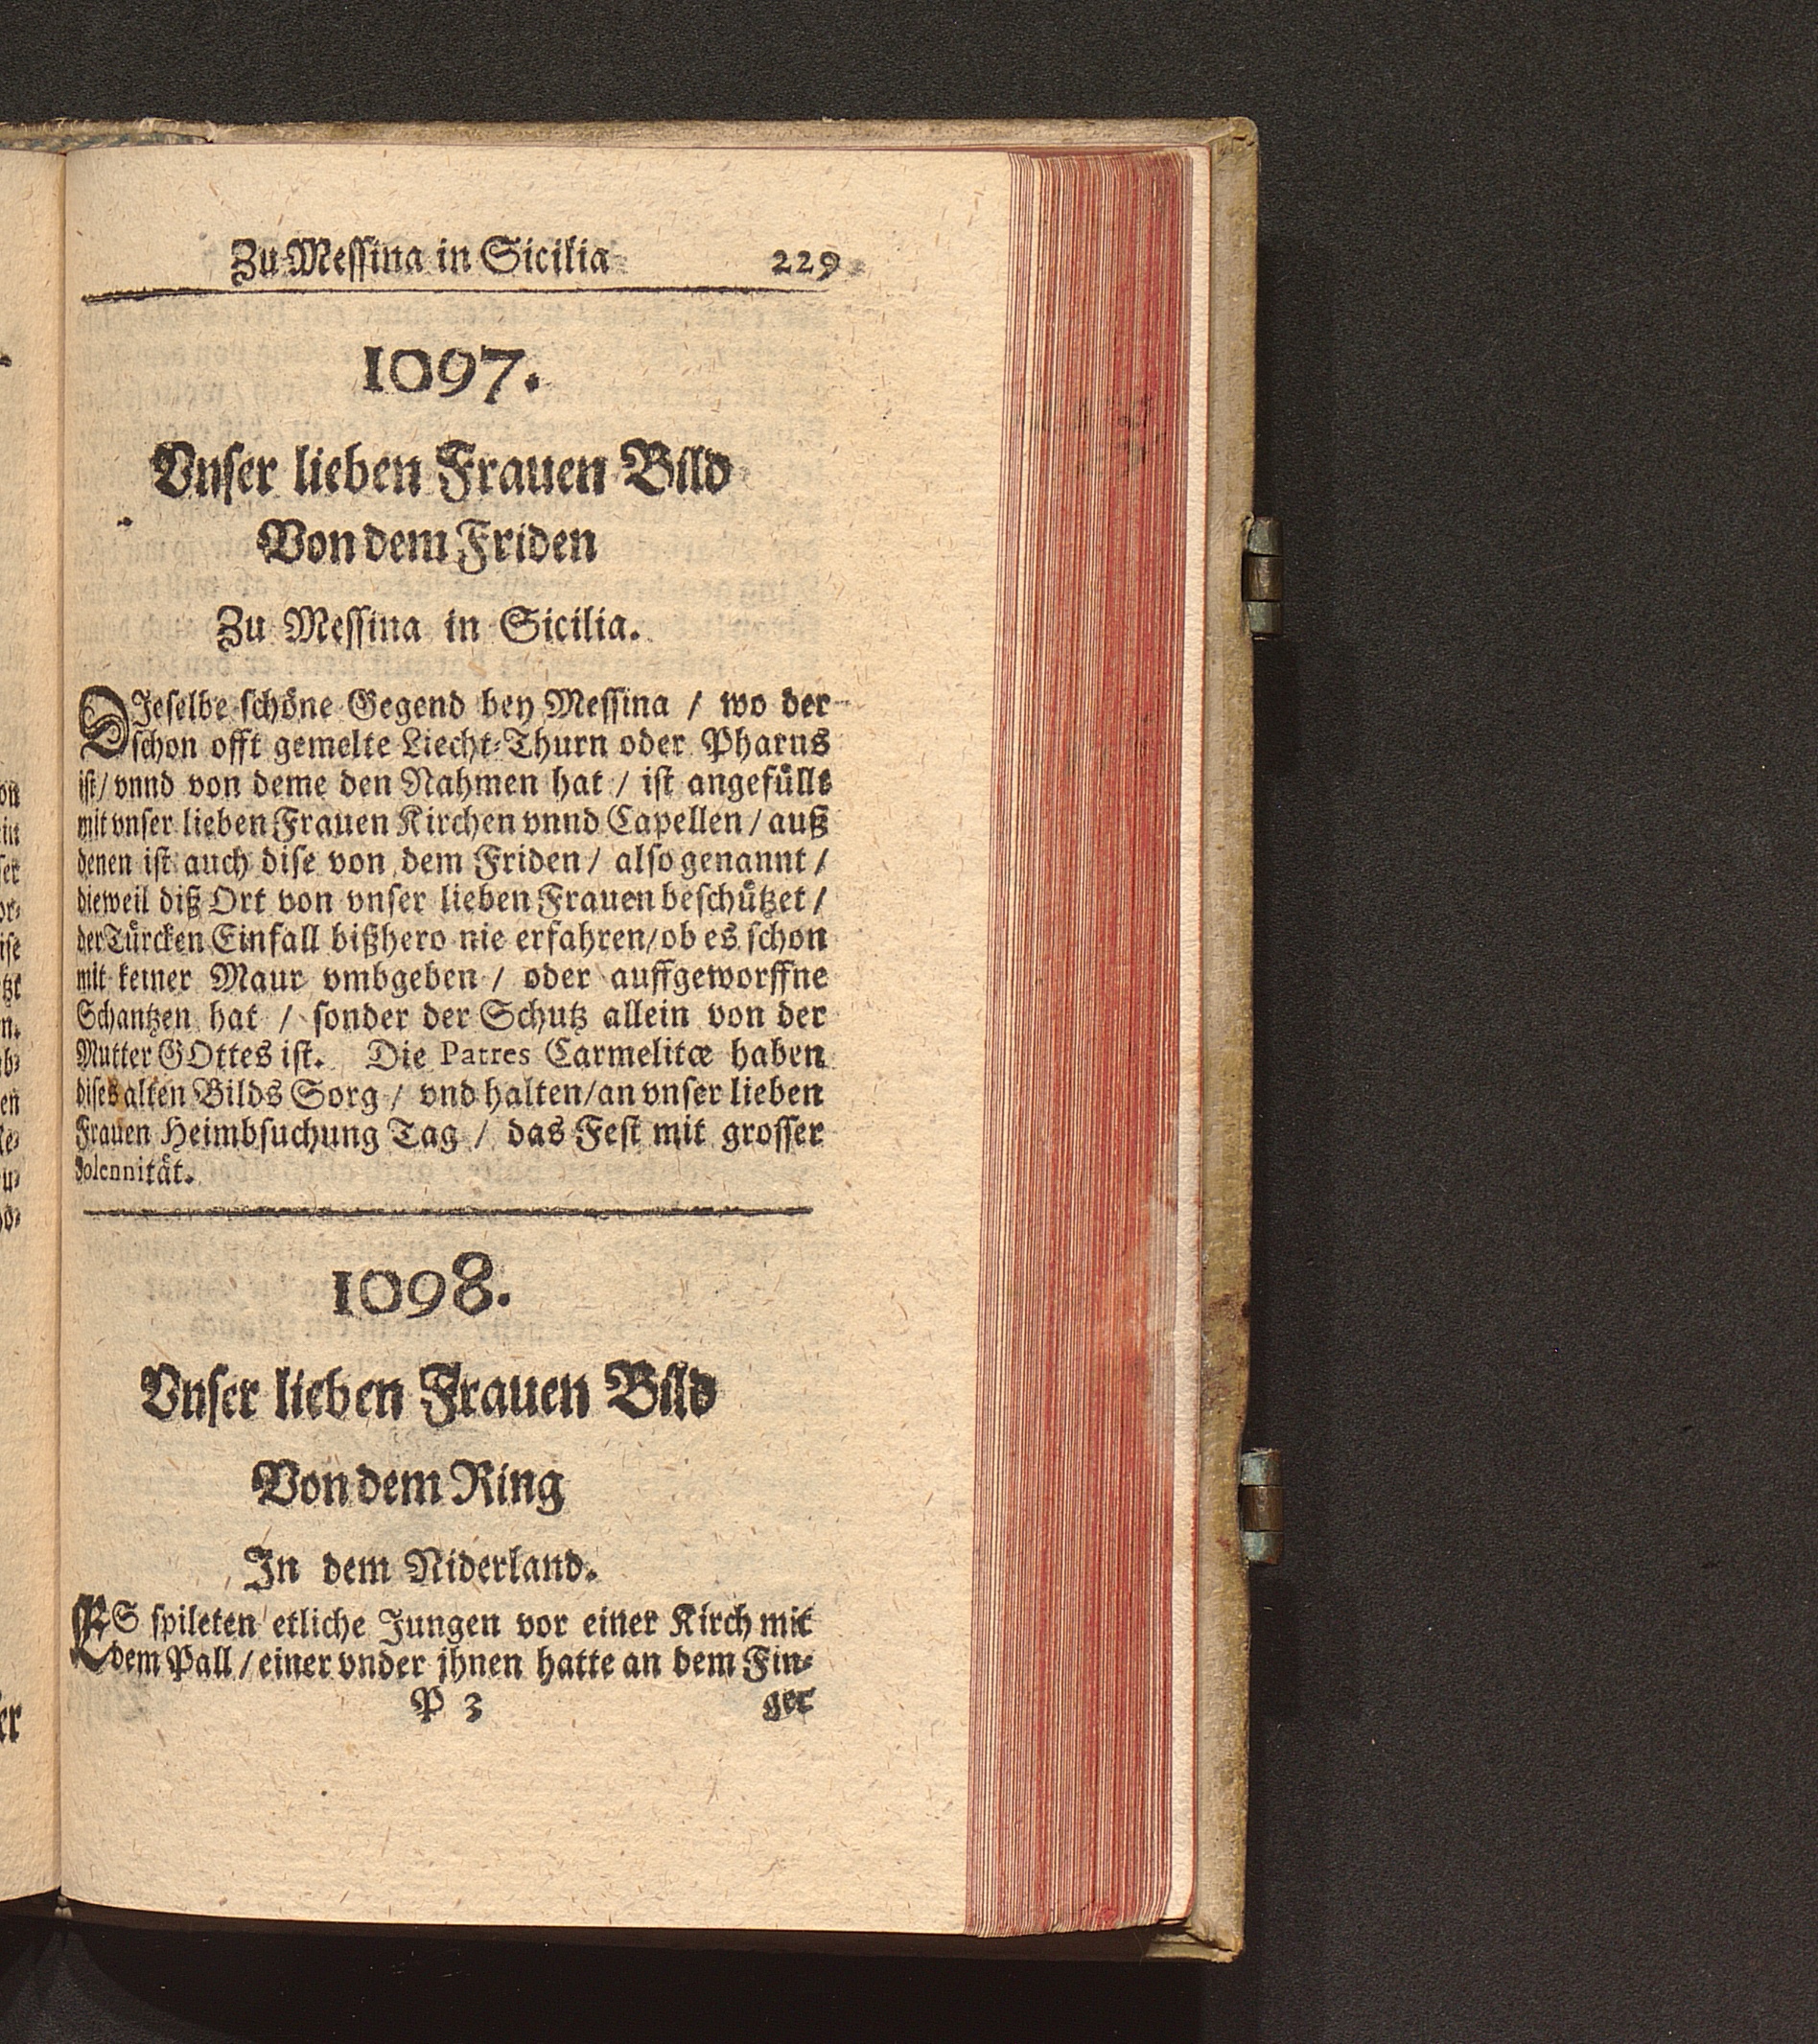 Zu Messina in Sicilia 229
1097.
Vnser lieben Frauen Bild
Von dem Friden
Zu Messina in Sicilia.
DIeselbe schöne Gegend bey Messina / wo der
schon offt gemelte Liecht-Thurn oder Pharus
ist / vnnd von deme den Nahmen hat / ist angefüllt
mit vnser lieben Frauen Kirchen vnnd Capellen / auß
denen ist auch dise von dem Friden / also genannt /
dieweil diß Ort von vnser lieben Frauen beschützet /
der Türcken Einfall bißhero nie erfahren / ob es schon
mit keiner Maur vmbgeben / oder auffgeworffne
Schantzen hat / sonder der Schutz allein von der
Mutter GOttes ist. Die Patres Carmelitæ haben
dises alten Bilds Sorg / vnd halten / an vnser lieben
Frauen Heimbsuchung Tag / das Fest mit grosser
Solennität.
1098.
Vnser lieben Frauen Bild
Von dem Ring
In dem Niderland.
ES spileten etliche Jungen vor einer Kirch mit
dem Pall / einer vnder jhnen hatte an dem Fin-
P 3 ger